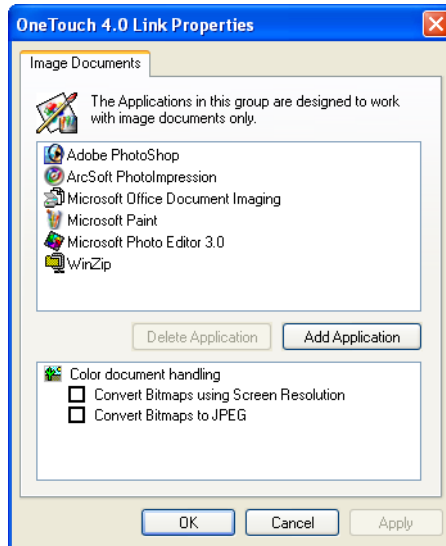 OneTouch 4.0 Link Properties
Image Documents
The Applications in this group are designed to work
with image documents only.
Adobe PhotoShop
ArcSoft PhotoImpression
Microsoft Office Document Imaging
Microsoft Paint
Microsoft Photo Editor 3.0
WinZip
Delete Application Add Application
Color document handling
Convert Bitmaps using Screen Resolution
Convert Bitmaps to JPEG
OK Cancel Apply